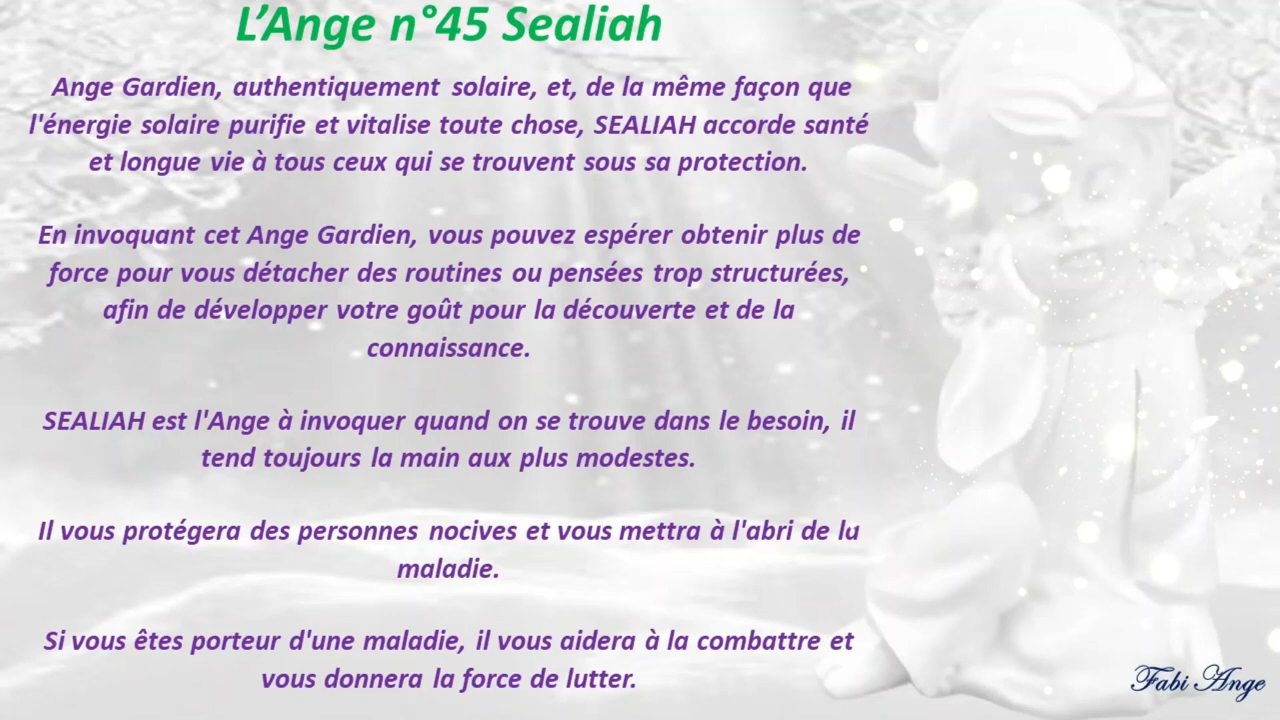 L’Ange n°45 Sealiah
Ange Gardien, authentiquement solaire, et, de la même façon que
l'énergie solaire purifie et vitalise toute chose, SEALIAH accorde santé
et longue vie à tous ceux qui se trouvent sous sa protection.
En invoquant cet Ange Gardien, vous pouvez espérer obtenir plus de
force pour vous détacher des routines ou pensées trop structurées,
afin de développer votre goût pour la découverte et de la
connaissance.
SEALIAH est l'Ange à invoquer quand on se trouve dans le besoin, il
tend toujours la main aux plus modestes.
Il vous protégera des personnes nocives et vous mettra à l'abri de lu
maladie.
Si vous êtes porteur d'une maladie, il vous aidera à la combattre et
vous donnera la force de lutter.
Fabi Ange